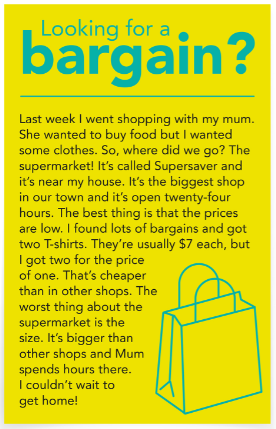 Looking for a
bargain?
Last week I went shopping with my mum.
She wanted to buy food but I wanted
some clothes. So, where did we go? The
supermarket! It's called Supersaver and
it's near my house. It's the biggest shop
in our town and it's open twenty-four
hours. The best thing is that the prices
are low. I found lots of bargains and got
two T-shirts. They're usually $7 each, but
I got two for the price
of one. That's cheaper
than in other shops. The
worst thing about the
supermarket is the
size. It's bigger than
other shops and Mum
spends hours there.
I couldn't wait to
get home!